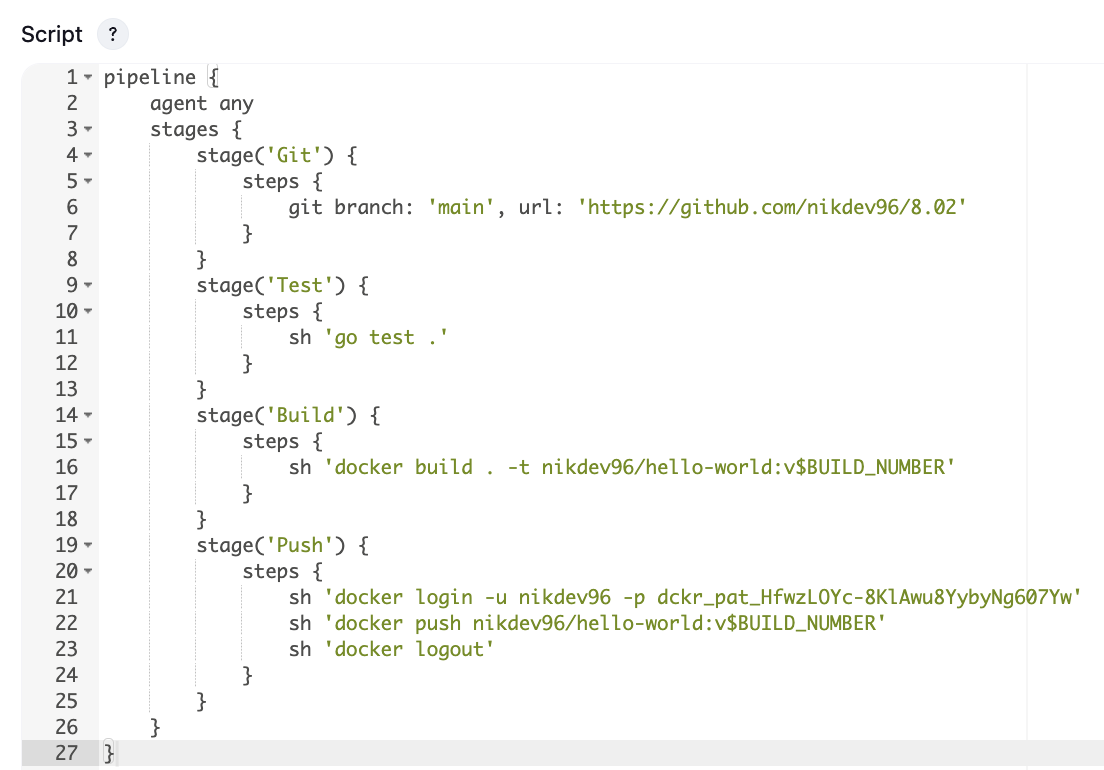 Script ?
1 pipeline {
2     agent any
3     stages {
4         stage('Git') {
5             steps {
6                 git branch: 'main', url: 'https://github.com/nikdev96/8.02'
7             }
8         }
9         stage('Test') {
10             steps {
11                 sh 'go test .'
12             }
13         }
14         stage('Build') {
15             steps {
16                 sh 'docker build . -t nikdev96/hello-world:v$BUILD_NUMBER'
17             }
18         }
19         stage('Push') {
20             steps {
21                 sh 'docker login -u nikdev96 -p dckr_pat_HfwzLOYc-8KlAwu8YybyNg607Yw'
22                 sh 'docker push nikdev96/hello-world:v$BUILD_NUMBER'
23                 sh 'docker logout'
24             }
25         }
26     }
27 }